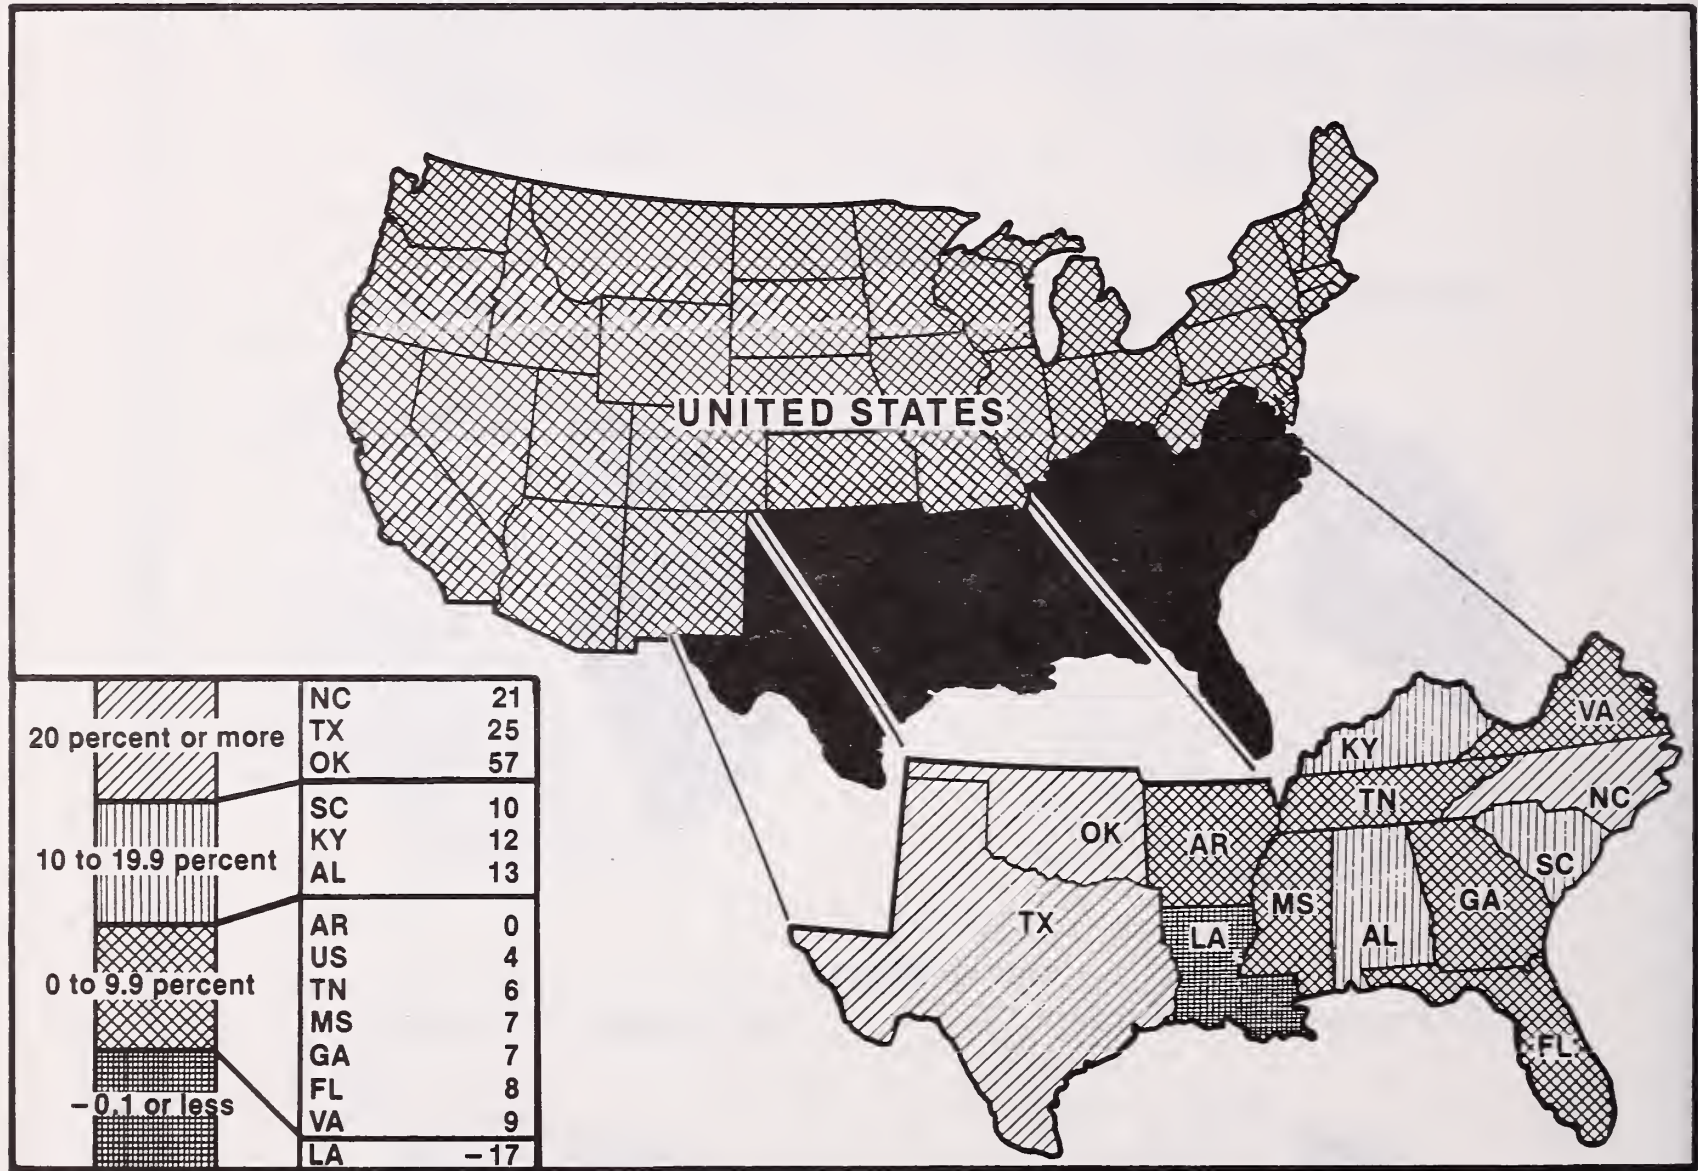 UNITED STATES
20 percent or more
NC 21
TX 25
OK 57
10 to 19.9 percent
SC 10
KY 12
AL 13
0 to 9.9 percent
AR 0
US 4
TN 6
MS 7
GA 7
FL 8
VA 9
−0.1 or less
LA −17
VA
KY
NC
TN
OK
AR
SC
MS
GA
TX
LA
AL
FL